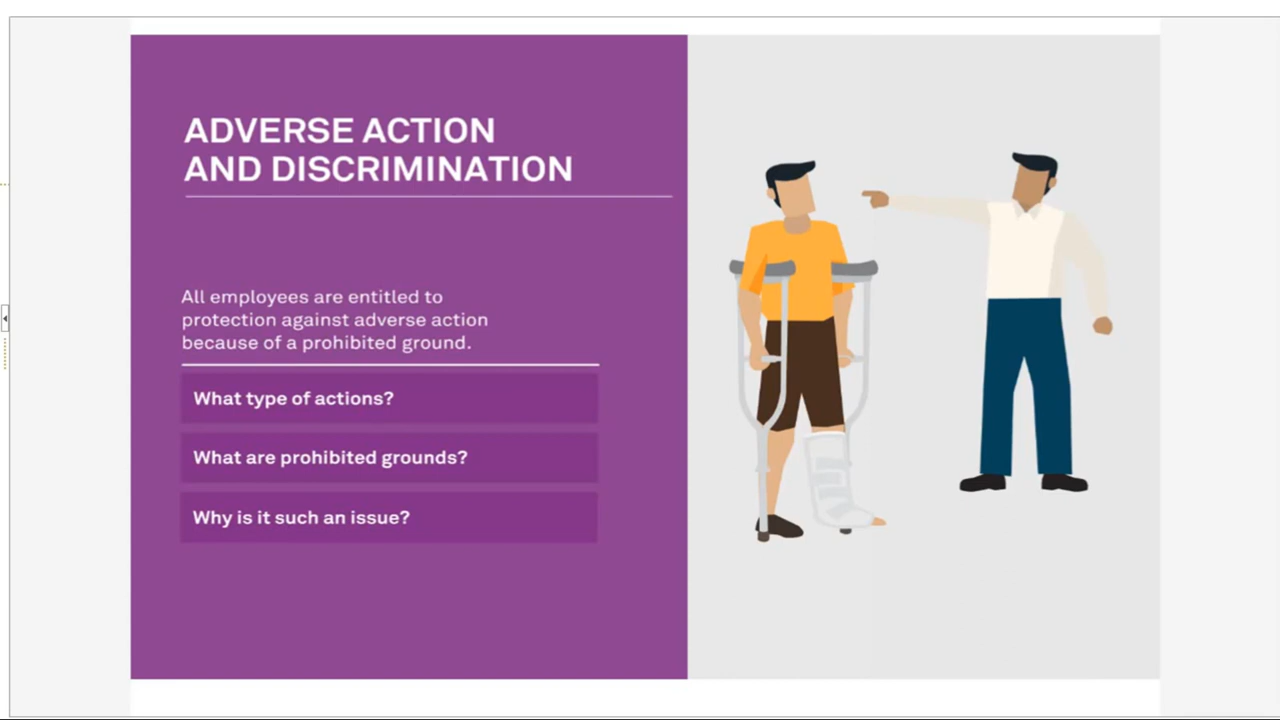 ADVERSE ACTION
AND DISCRIMINATION
All employees are entitled to
protection against adverse action
because of a prohibited ground.
What type of actions?
What are prohibited grounds?
Why is it such an issue?